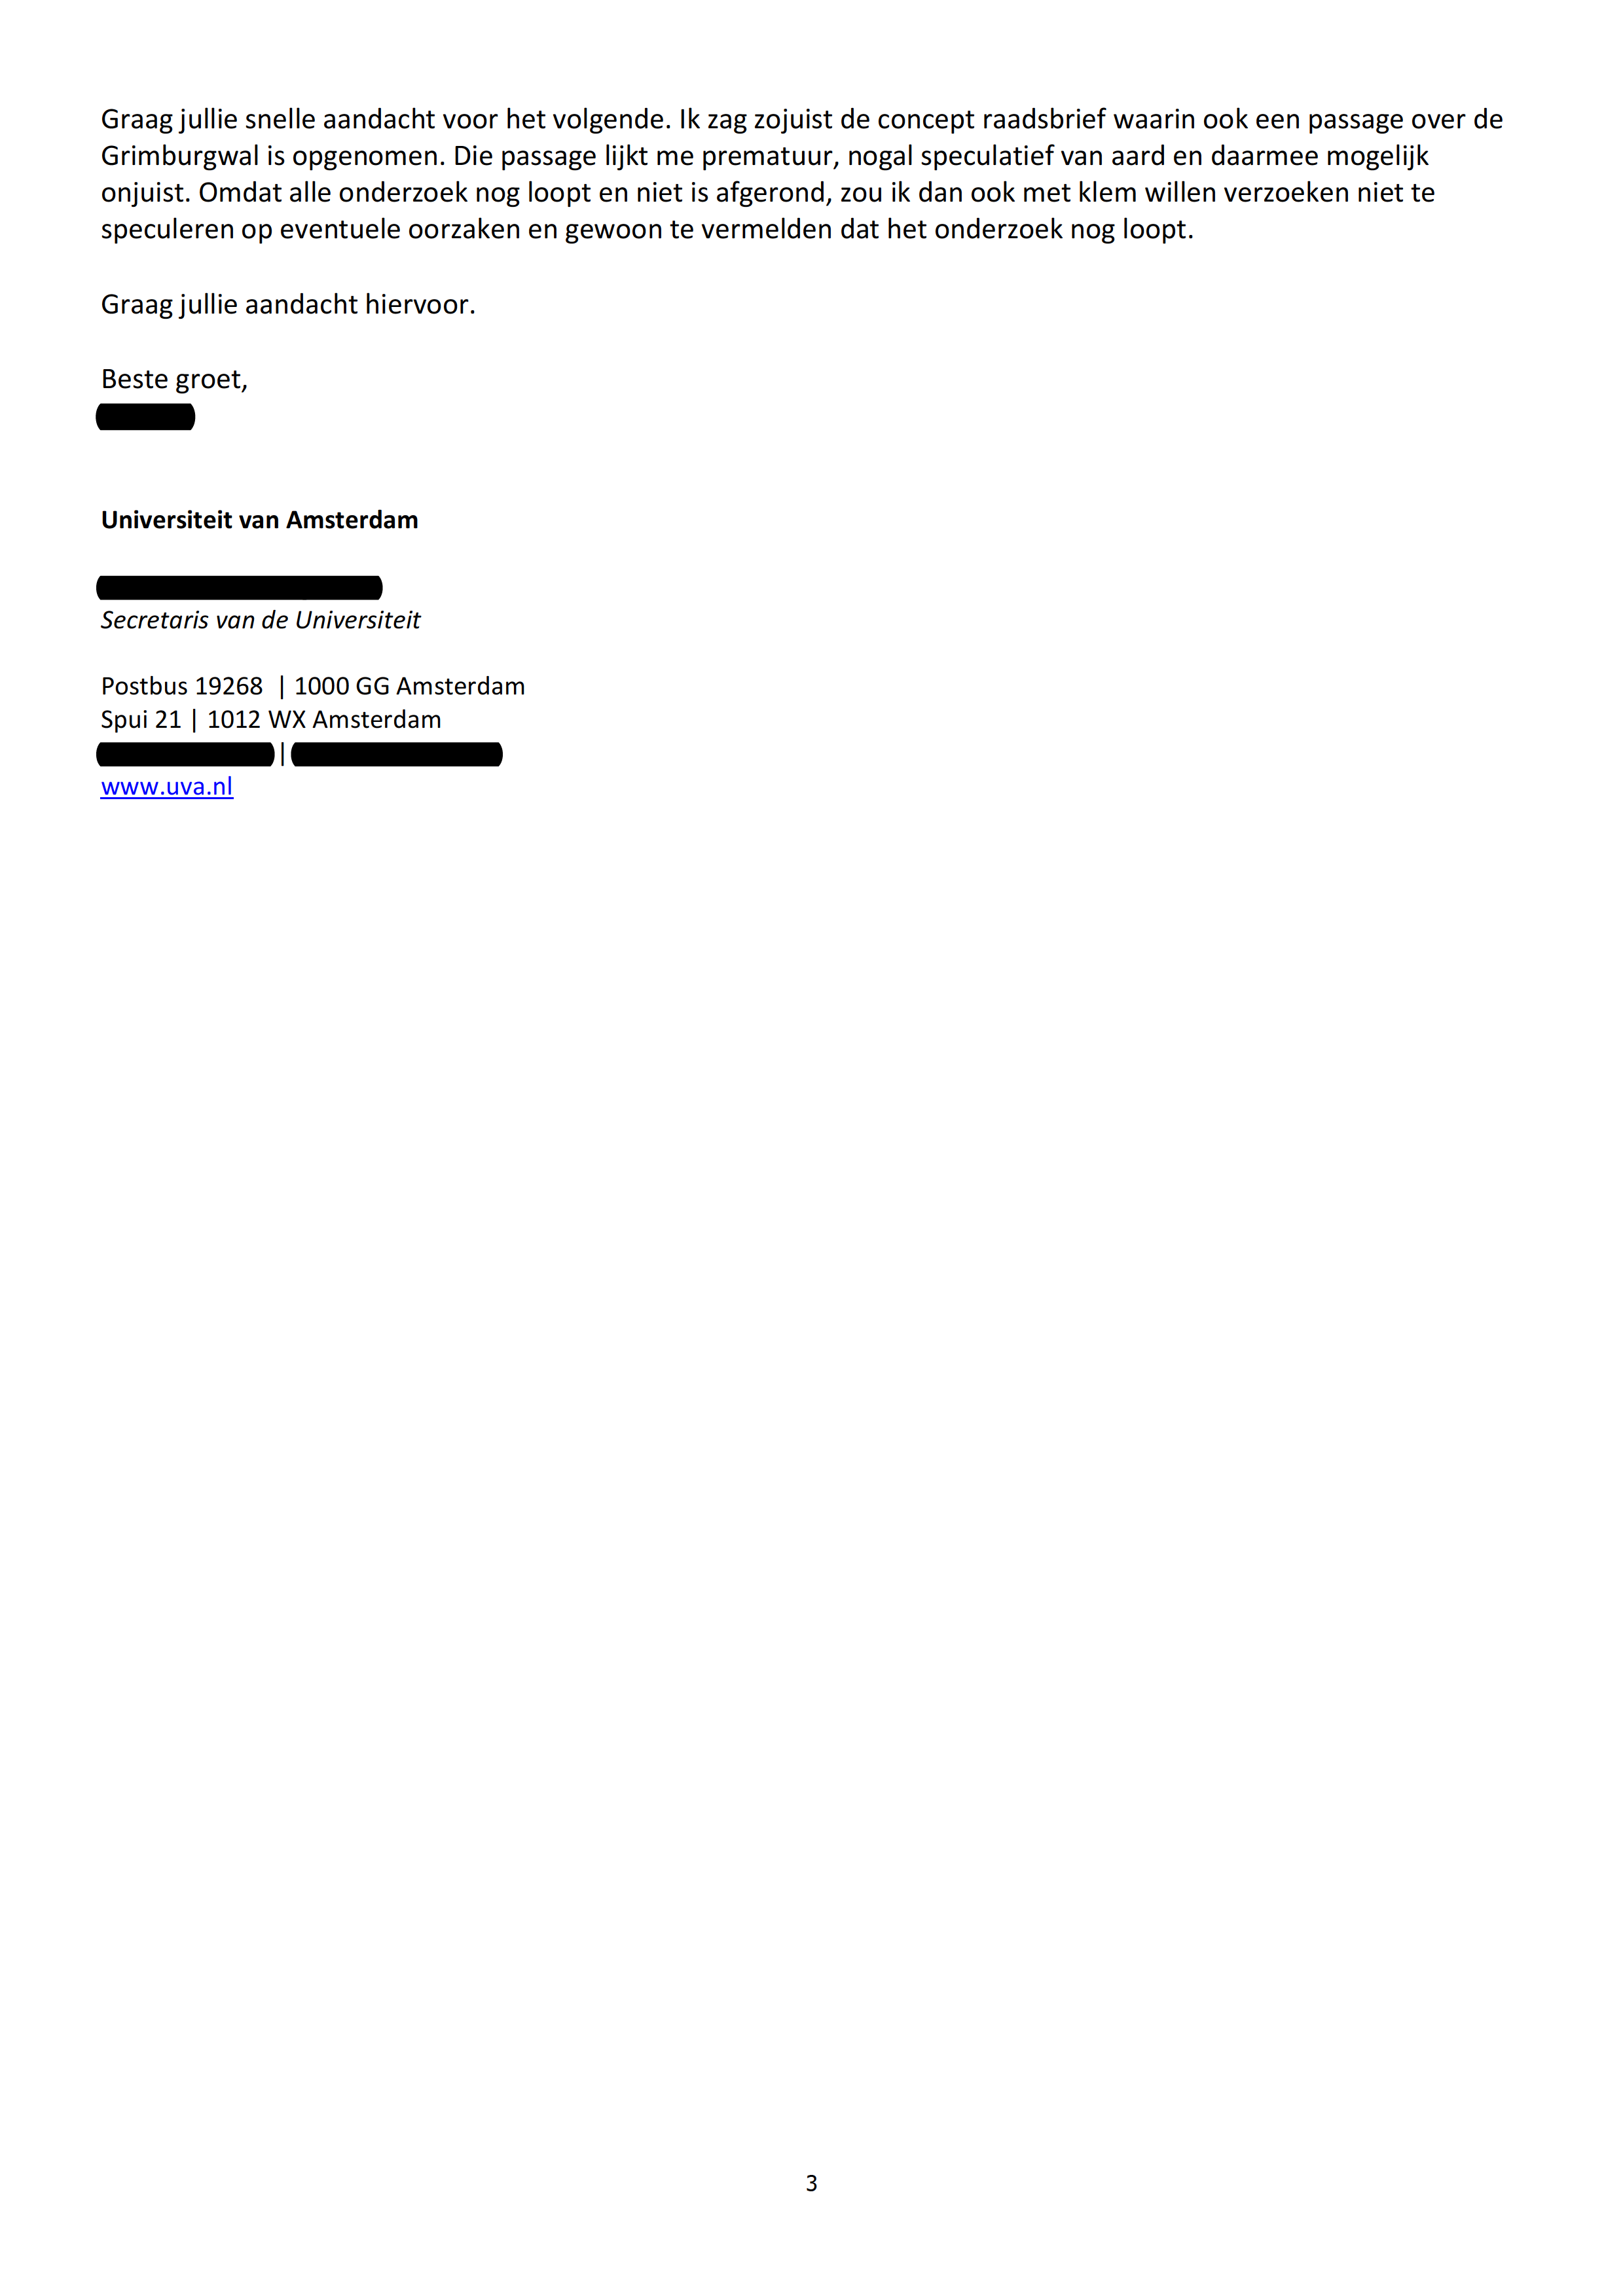 Graag jullie snelle aandacht voor het volgende. Ik zag zojuist de concept raadsbrief waarin ook een passage over de
Grimburgwal is opgenomen. Die passage lijkt me prematuur, nogal speculatief van aard en daarmee mogelijk
onjuist. Omdat alle onderzoek nog loopt en niet is afgerond, zou ik dan ook met klem willen verzoeken niet te
speculeren op eventuele oorzaken en gewoon te vermelden dat het onderzoek nog loopt.
Graag jullie aandacht hiervoor.
Beste groet,
Universiteit van Amsterdam
Secretaris van de Universiteit
Postbus 19268 | 1000 GG Amsterdam
Spui 21 | 1012 WX Amsterdam
|
www.uva.nl
3